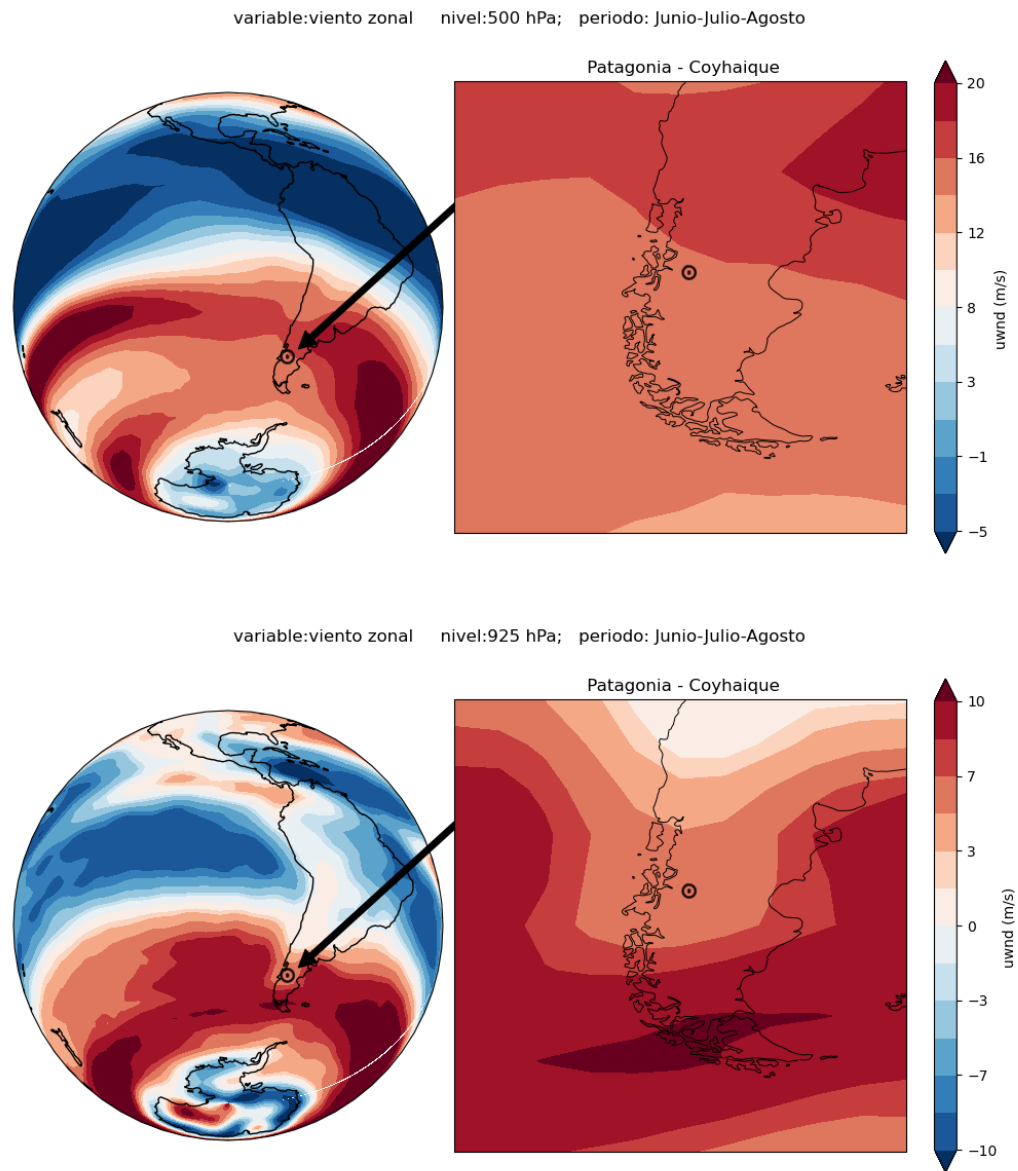 variable:viento zonal     nivel:500 hPa;   periodo: Junio-Julio-Agosto
Patagonia - Coyhaique
20
16
12
8
3
−1
−5
uwnd (m/s)
variable:viento zonal     nivel:925 hPa;   periodo: Junio-Julio-Agosto
Patagonia - Coyhaique
10
7
3
0
−3
−7
−10
uwnd (m/s)